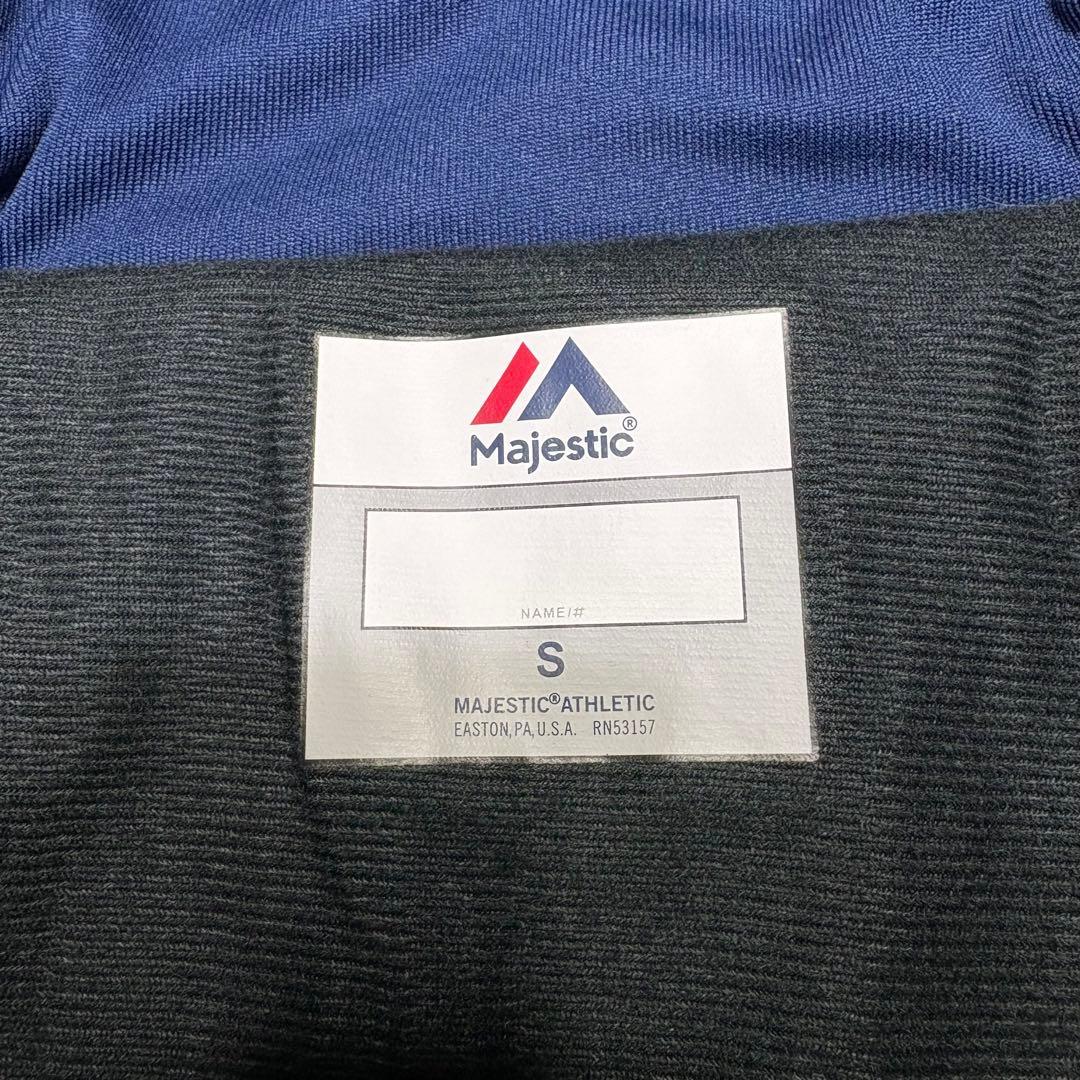 Majestic®
NAME/#
S
MAJESTIC®ATHLETIC
EASTON, PA, U.S.A. RN53157